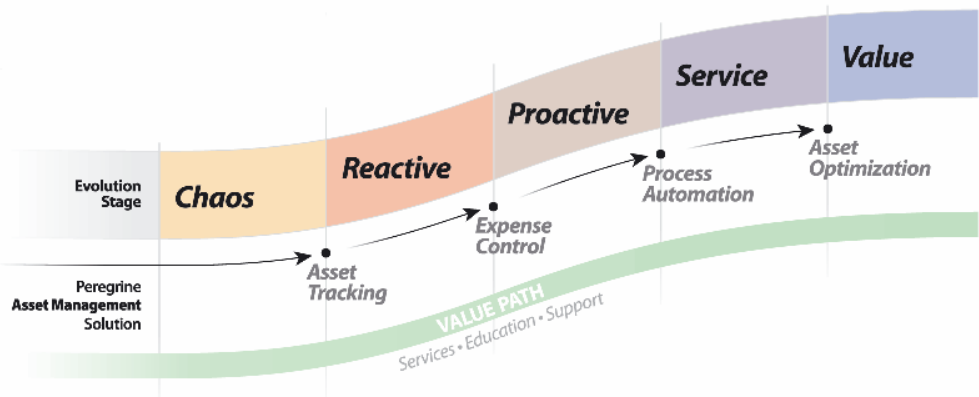 Evolution
Stage
Chaos
Reactive
Proactive
Service
Value
Peregrine
Asset Management
Solution
Asset
Tracking
Expense
Control
Process
Automation
Asset
Optimization
VALUE PATH
Services • Education • Support